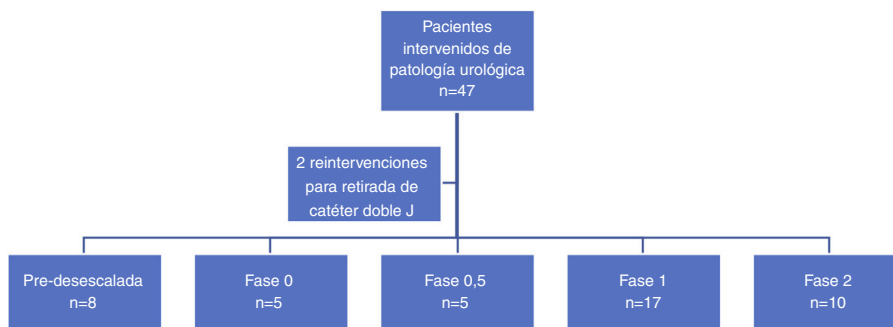 Pacientes
intervenidos de
patología urológica
n=47
2 reintervenciones
para retirada de
catéter doble J
Pre-desescalada
n=8
Fase 0
n=5
Fase 0,5
n=5
Fase 1
n=17
Fase 2
n=10